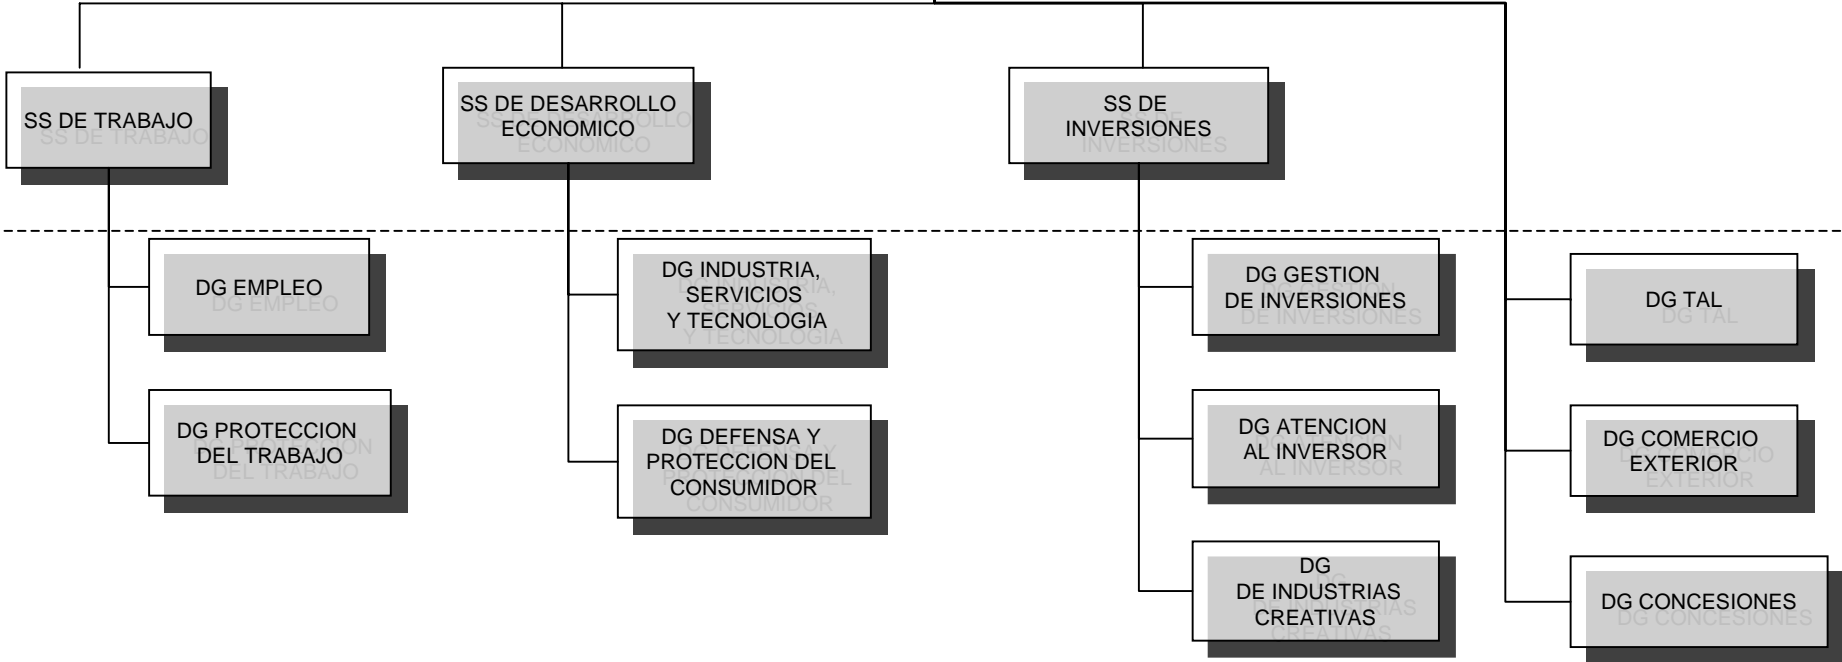 SS DE TRABAJO
SS DE DESARROLLO
ECONOMICO
SS DE
INVERSIONES
DG EMPLEO
DG PROTECCION
DEL TRABAJO
DG INDUSTRIA,
SERVICIOS
Y TECNOLOGIA
DG DEFENSA Y
PROTECCION DEL
CONSUMIDOR
DG GESTION
DE INVERSIONES
DG ATENCION
AL INVERSOR
DG
DE INDUSTRIAS
CREATIVAS
DG TAL
DG COMERCIO
EXTERIOR
DG CONCESIONES